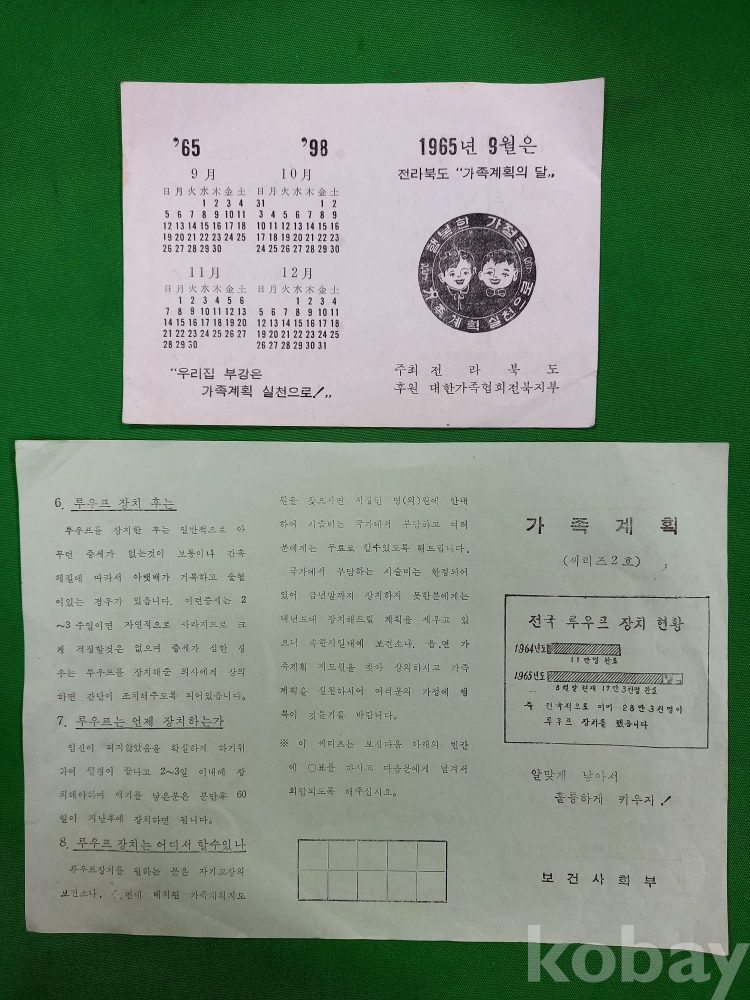 '65 '98
9月 10月
日月火水木金土 日月火水木金土
1 2 3 4 31 1 2
5 6 7 8 9 10 11 3 4 5 6 7 8 9
12 13 14 15 16 17 18 10 11 12 13 14 15 16
19 20 21 22 23 24 25 17 18 19 20 21 22 23
26 27 28 29 30 24 25 26 27 28 29 30
11月 12月
日月火水木金土 日月火水木金土
1 2 3 4 5 6 1 2 3 4
7 8 9 10 11 12 13 5 6 7 8 9 10 11
14 15 16 17 18 19 20 12 13 14 15 16 17 18
21 22 23 24 25 26 27 19 20 21 22 23 24 25
28 29 30 26 27 28 29 30 31
"우리집 부강은
가족계획 실천으로!"
1965년 9월은
전라북도 "가족계획의 달"
행복한 가정은
가족계획 실천으로
주최 전라북도
후원 대한가족협회전북지부
6. 루우프 장치 후는
루우프를 장치한 후는 일반적으로 아
무런 증세가 없는것이 보통이나 간혹
체질에 따라서 아랫배가 거북하고 출혈
이있는 경우가 있읍니다. 이런증세는 2
~3주일이면 자연적으로 사라지므로 크
게 걱정할것은 없으며 증세가 심한 경
우는 루우프를 장치해준 의사에게 상의
하면 간단이 조치해주도록 되어있읍니다.
7. 루우프는 언제 장치하는가
임신이 되지않았음을 확실하게 하기위
하여 월경이 끝나고 2~3일 이내에 장
치해야하며 애기를 낳은분은 분만후 60
일이 지난후에 장치하면 됩니다.
8. 루우프 장치는 어디서 할수있나
루우프장치를 원하는 분은 자기고장의
보건소나 면에 배치된 가족계획지도
원을 찾으시면 지정된 병(의)원에 안내
하여 시술비는 국가에서 부담하고 여러
분에게는 무료로 할수있도록 해드립니다.
국가에서 부담하는 시술비는 한정되어
있어 금년말까지 장치하지 못한분에게는
내년도에 장치해드릴 계획을 세우고 있
으니 속한시일내에 보건소나. 읍.면 가
족계획 지도원을 찾아 상의하시고 가족
계획을 실천하시어 여러분의 가정에 행
복이 깃들기를 바랍니다.
※ 이 씨리즈는 보신다음 아래의 빈칸
에 ○표를 하시고 다음분에게 넘겨서
회람되도록 해주십시요.
가족계획
(씨리즈2호)
전국 루우프 장치 현황
1964년도
11만명 완료
1965년도
8월말 현재 17만3천명 완료
즉 전국적으로 이미 28만3천명이
루우프 장치를 했읍니다
알맞게 낳아서
훌륭하게 키우자!
보건사회부
kobay